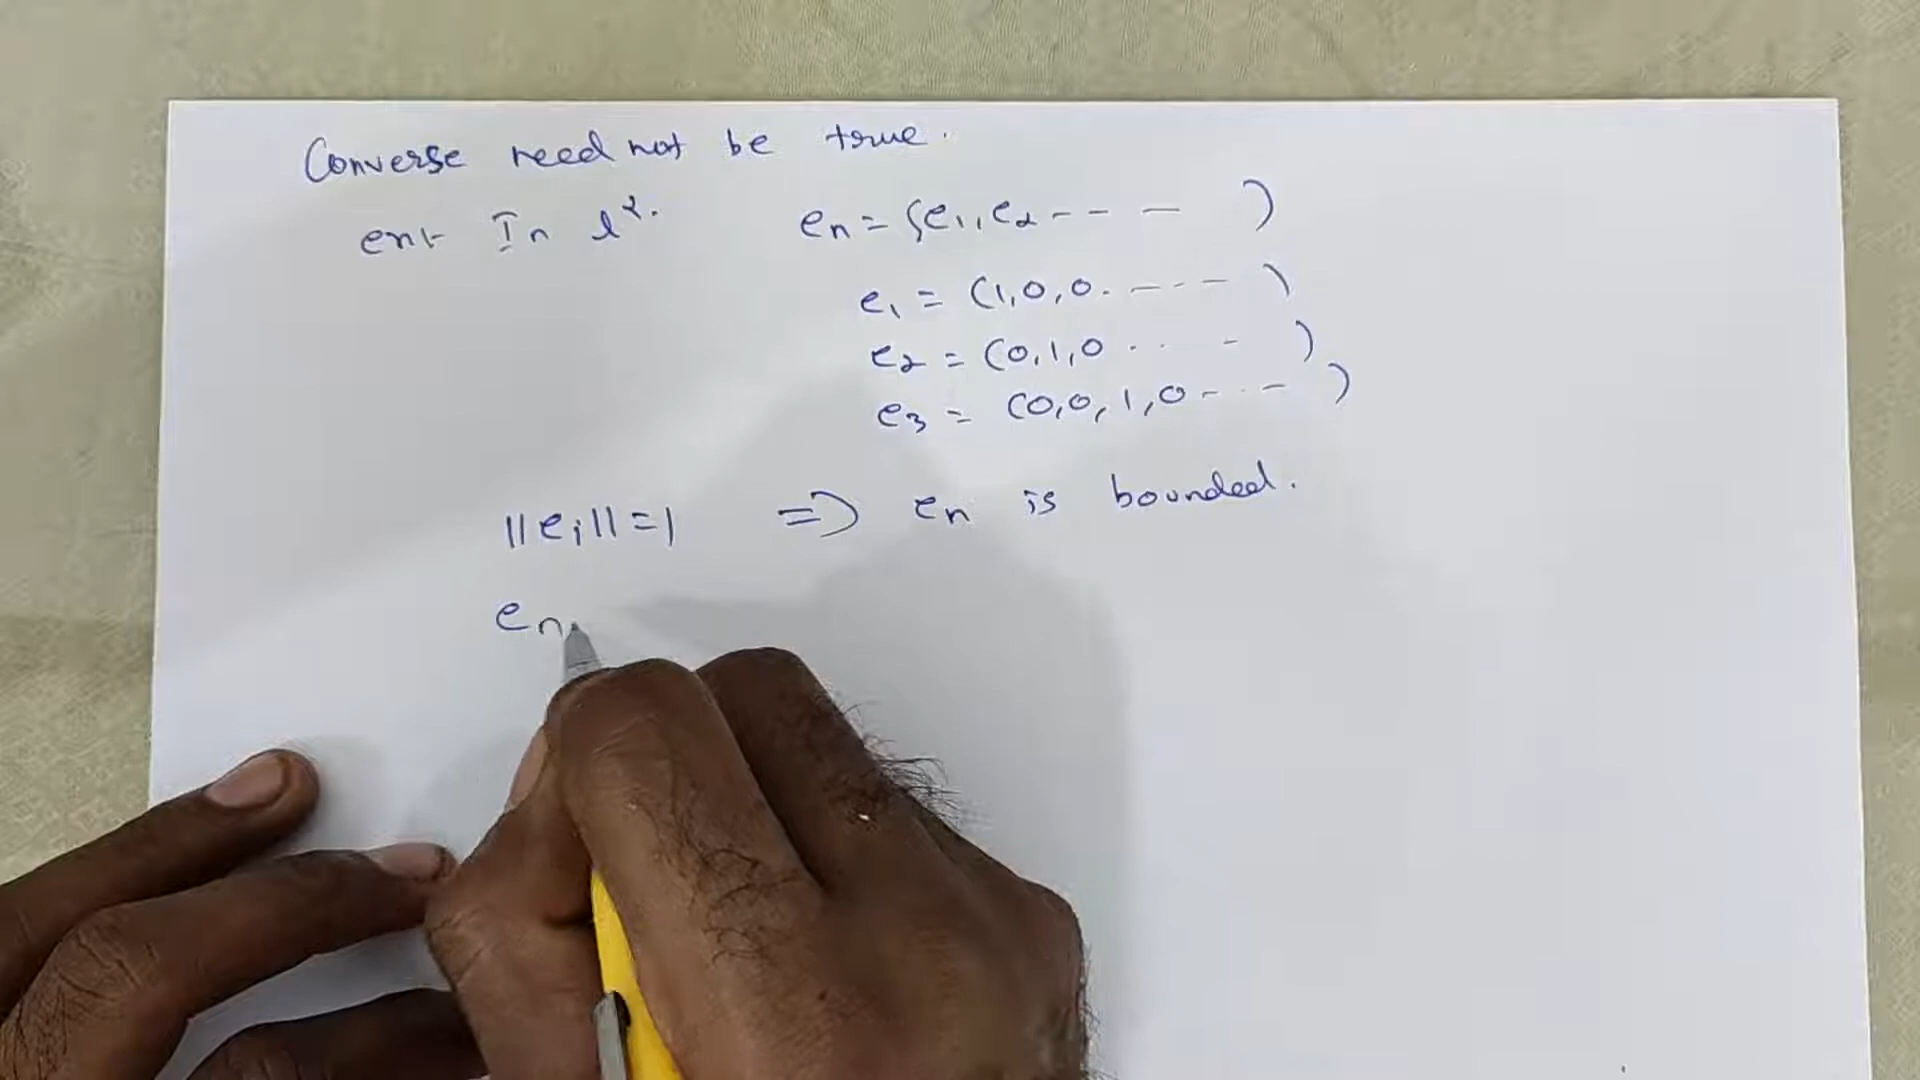 Converse need not be true.
ent In l².
en = {e1, e2 - - - )
e1 = (1,0,0. - - - )
e2 = (0,1,0 . . - )
e3 = (0,0,1,0 - . . - )
||ei|| = 1 => en is bounded.
en